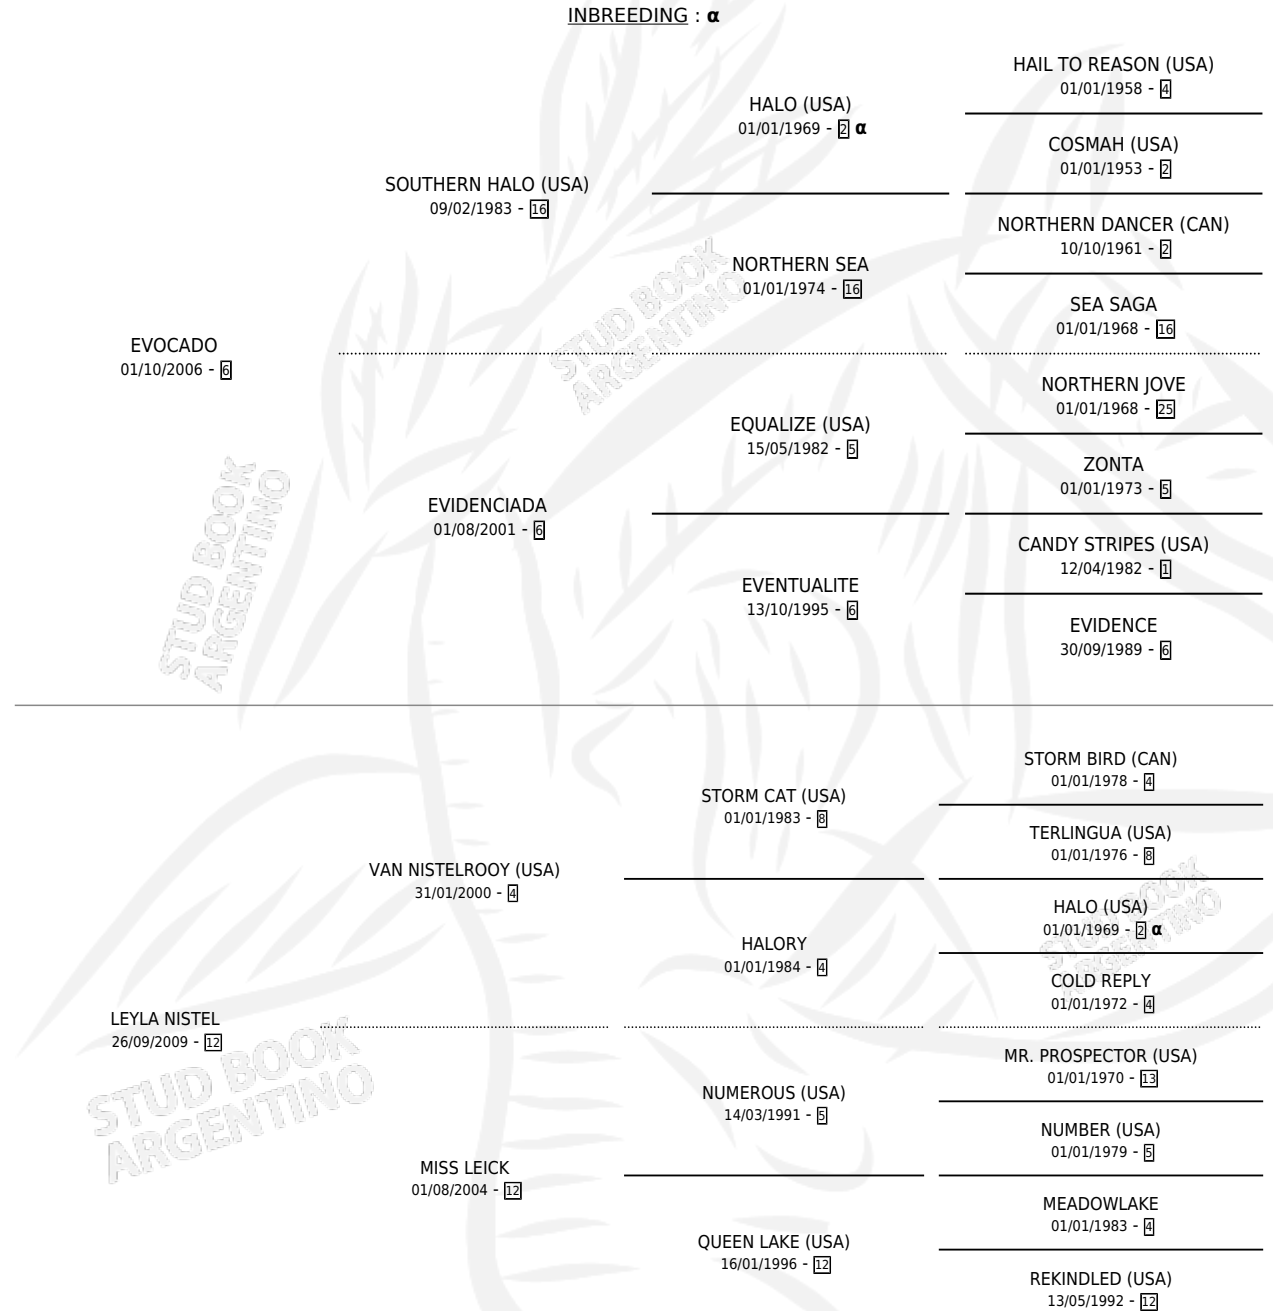 INBREEDING : α
HAIL TO REASON (USA)
01/01/1958 - 4
HALO (USA)
01/01/1969 - 2 α
COSMAH (USA)
01/01/1953 - 2
SOUTHERN HALO (USA)
09/02/1983 - 16
NORTHERN DANCER (CAN)
10/10/1961 - 2
NORTHERN SEA
01/01/1974 - 16
SEA SAGA
01/01/1968 - 16
EVOCADO
01/10/2006 - 6
NORTHERN JOVE
01/01/1968 - 25
EQUALIZE (USA)
15/05/1982 - 5
ZONTA
01/01/1973 - 5
EVIDENCIADA
01/08/2001 - 6
CANDY STRIPES (USA)
12/04/1982 - 1
EVENTUALITE
13/10/1995 - 6
EVIDENCE
30/09/1989 - 6
STORM BIRD (CAN)
01/01/1978 - 4
STORM CAT (USA)
01/01/1983 - 8
TERLINGUA (USA)
01/01/1976 - 8
VAN NISTELROOY (USA)
31/01/2000 - 4
HALO (USA)
01/01/1969 - 2 α
HALORY
01/01/1984 - 4
COLD REPLY
01/01/1972 - 4
LEYLA NISTEL
26/09/2009 - 12
MR. PROSPECTOR (USA)
01/01/1970 - 13
NUMEROUS (USA)
14/03/1991 - 5
NUMBER (USA)
01/01/1979 - 5
MISS LEICK
01/08/2004 - 12
MEADOWLAKE
01/01/1983 - 4
QUEEN LAKE (USA)
16/01/1996 - 12
REKINDLED (USA)
13/05/1992 - 12
STUD BOOK
ARGENTINO
STUD BOOK
ARGENTINO
STUD BOOK
ARGENTINO
STUD BOOK
ARGENTINO